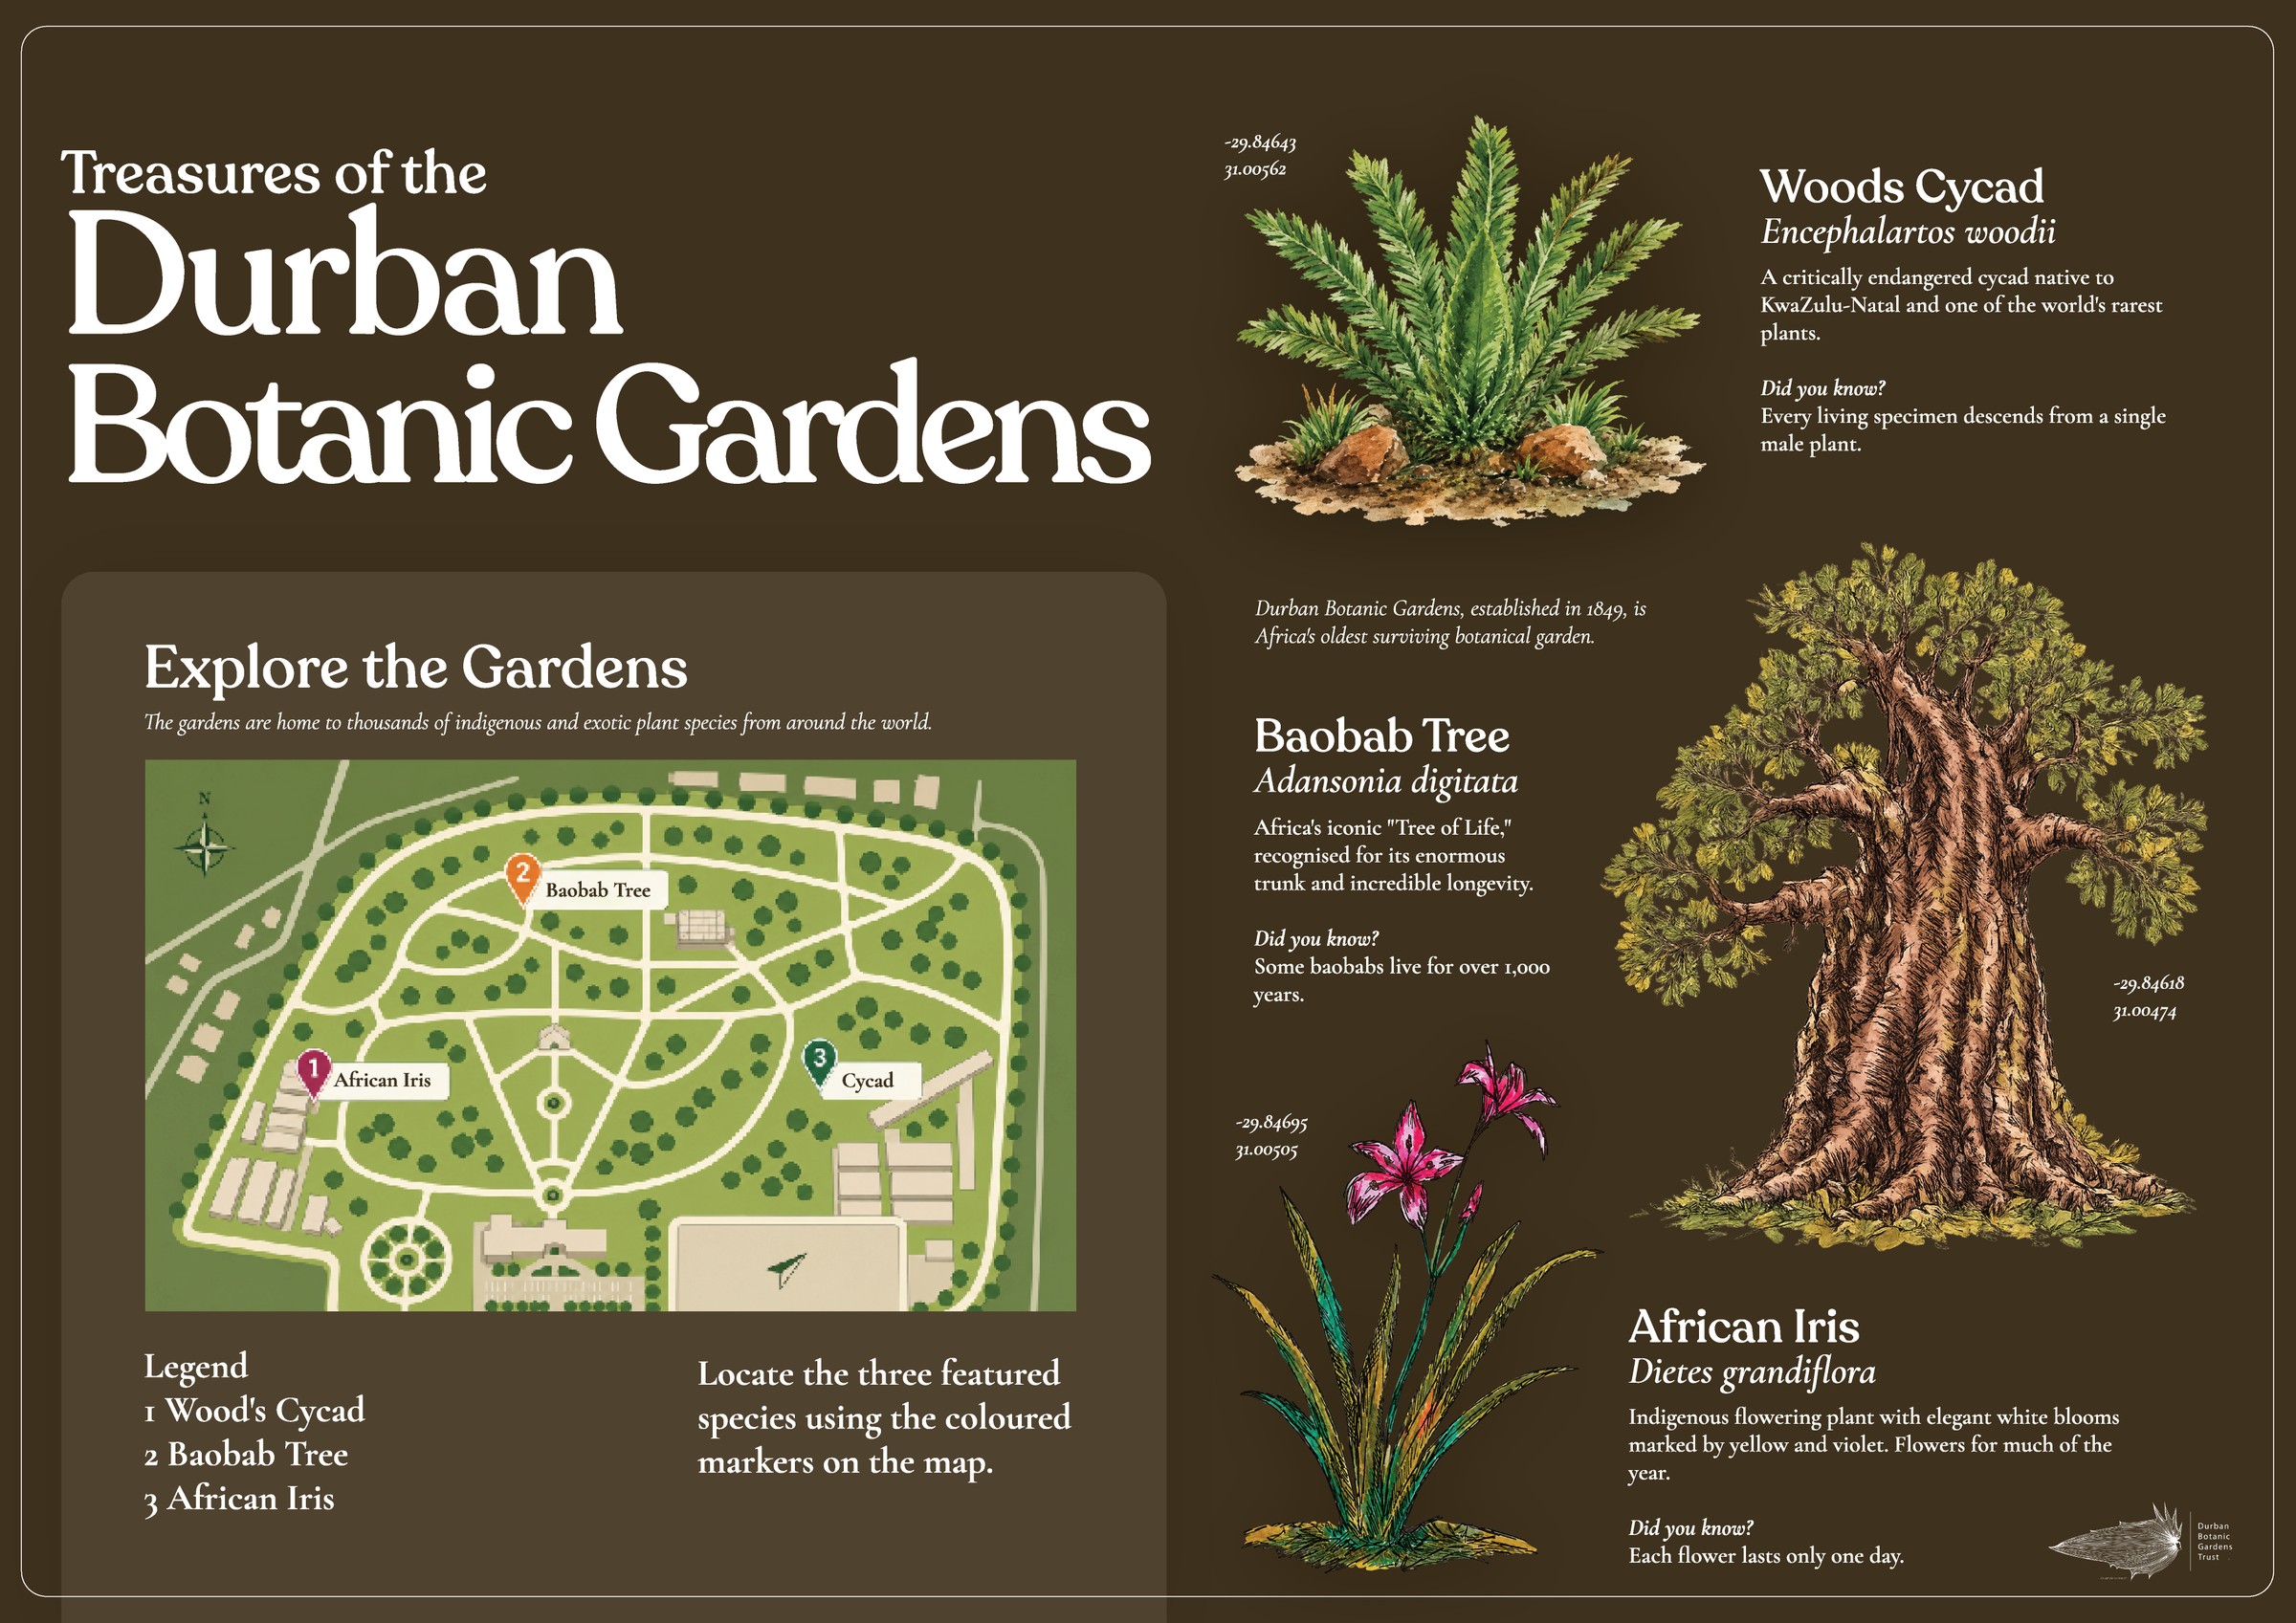 Treasures of the
Durban
Botanic Gardens
Explore the Gardens
The gardens are home to thousands of indigenous and exotic plant species from around the world.
N
2
Baobab Tree
1
African Iris
3
Cycad
Legend
1 Wood's Cycad
2 Baobab Tree
3 African Iris
Locate the three featured
species using the coloured
markers on the map.
-29.84643
31.00562
Woods Cycad
Encephalartos woodii
A critically endangered cycad native to
KwaZulu-Natal and one of the world's rarest
plants.
Did you know?
Every living specimen descends from a single
male plant.
Durban Botanic Gardens, established in 1849, is
Africa's oldest surviving botanical garden.
Baobab Tree
Adansonia digitata
Africa's iconic "Tree of Life,"
recognised for its enormous
trunk and incredible longevity.
Did you know?
Some baobabs live for over 1,000
years.
-29.84618
31.00474
-29.84695
31.00505
African Iris
Dietes grandiflora
Indigenous flowering plant with elegant white blooms
marked by yellow and violet. Flowers for much of the
year.
Did you know?
Each flower lasts only one day.
Durban
Botanic
Gardens
Trust